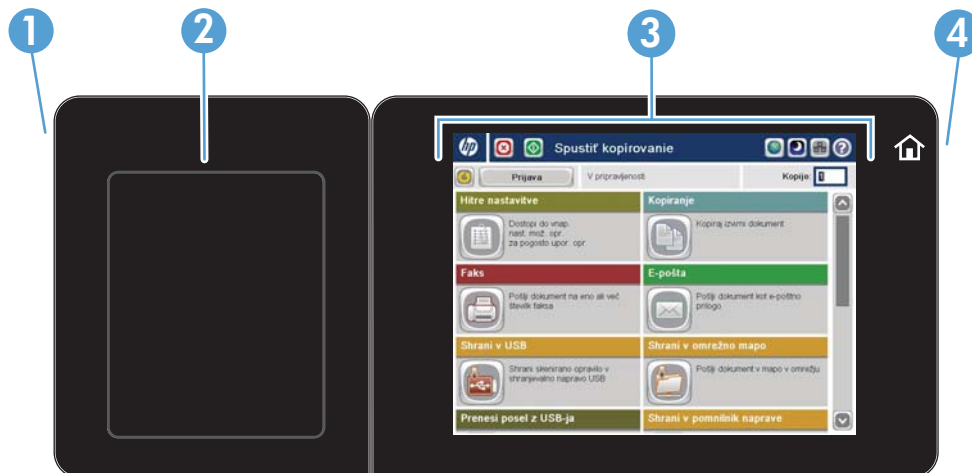 1
2
3
4
hp
Spustiť kopirovanie
?
Prijava
V pripravljenosti
Kopije:
1
Hitre nastavitve
Kopiranje
Dostopi do vnap.
nast. mož. opr.
za pogosto upor. opr.
Kopiraj izvirni dokument
Faks
E-pošta
Pošlji dokument na eno ali več
številk faksa
Pošlji dokument kot e-poštno
prilogo
Shrani v USB
Shrani v omrežno mapo
Shrani skenirano opravilo v
shranjevalno napravo USB
Pošlji dokument v mapo v omrežju
Prenesi posel z USB-ja
Shrani v pomnilnik naprave